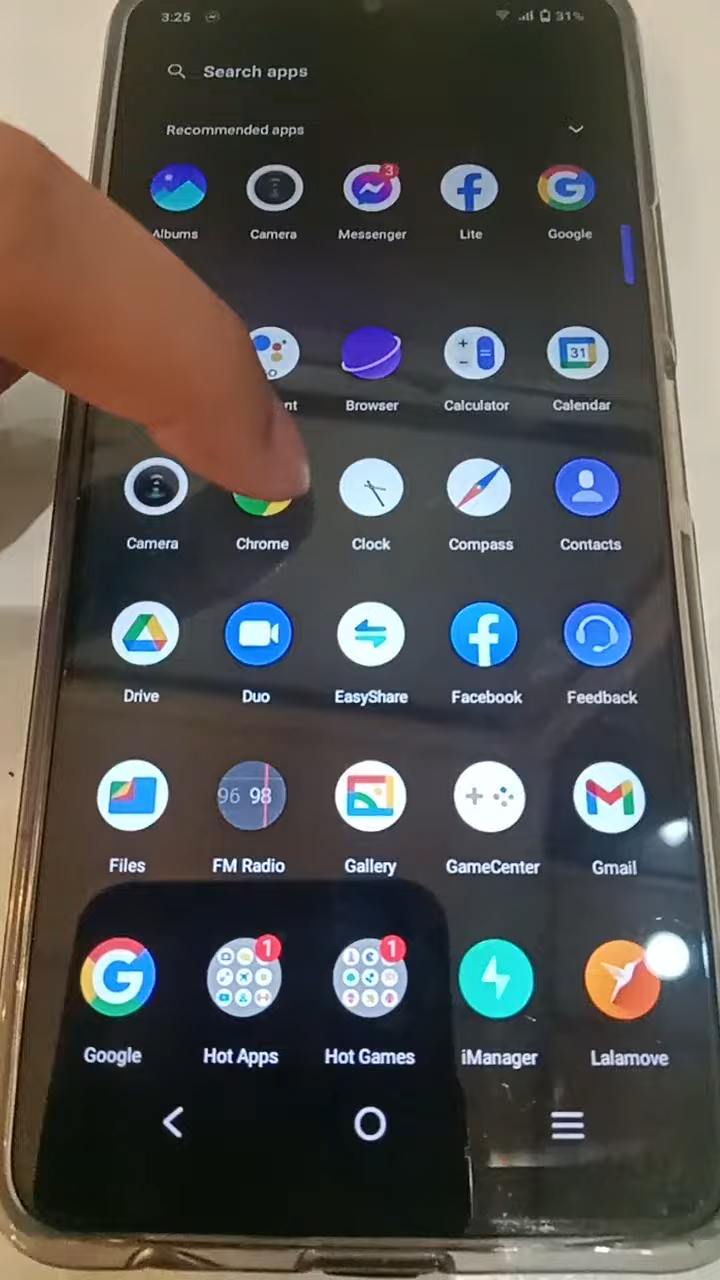 3:25 31%
Search apps
Recommended apps
3
Albums Camera Messenger Lite Google
31
nt Browser Calculator Calendar
Camera Chrome Clock Compass Contacts
Drive Duo EasyShare Facebook Feedback
96 98
Files FM Radio Gallery GameCenter Gmail
1 1
Google Hot Apps Hot Games iManager Lalamove